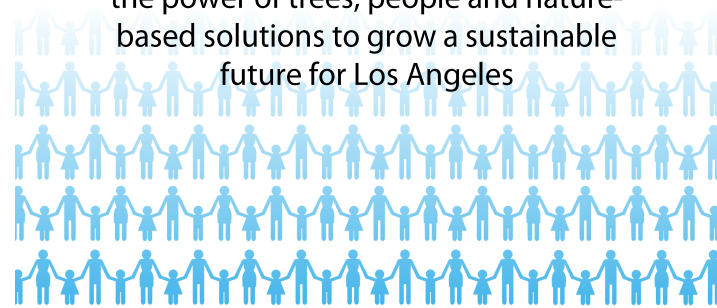 the power of trees, people and nature-
based solutions to grow a sustainable
future for Los Angeles